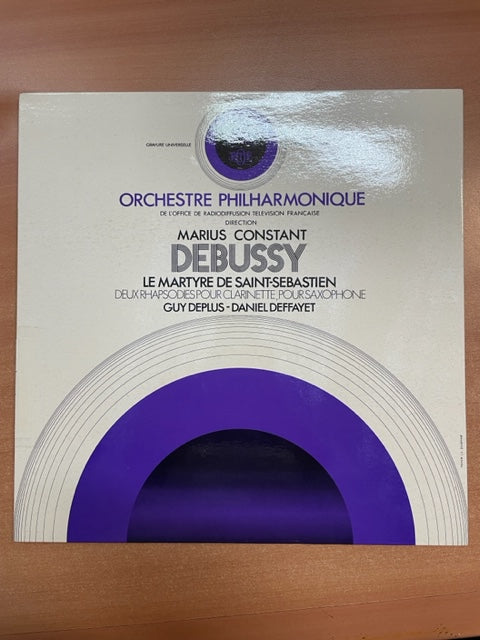 GRAVURE UNIVERSELLE
ORCHESTRE PHILHARMONIQUE
DE L'OFFICE DE RADIODIFFUSION TELEVISION FRANÇAISE
DIRECTION
MARIUS CONSTANT
DEBUSSY
LE MARTYRE DE SAINT-SEBASTIEN
DEUX RHAPSODIES POUR CLARINETTE, POUR SAXOPHONE
GUY DEPLUS - DANIEL DEFFAYET